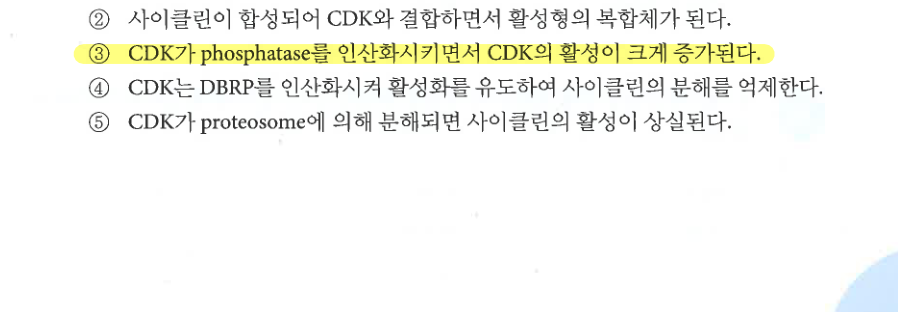 ② 사이클린이 합성되어 CDK와 결합하면서 활성형의 복합체가 된다.
③ CDK가 phosphatase를 인산화시키면서 CDK의 활성이 크게 증가된다.
④ CDK는 DBRP를 인산화시켜 활성화를 유도하여 사이클린의 분해를 억제한다.
⑤ CDK가 proteosome에 의해 분해되면 사이클린의 활성이 상실된다.